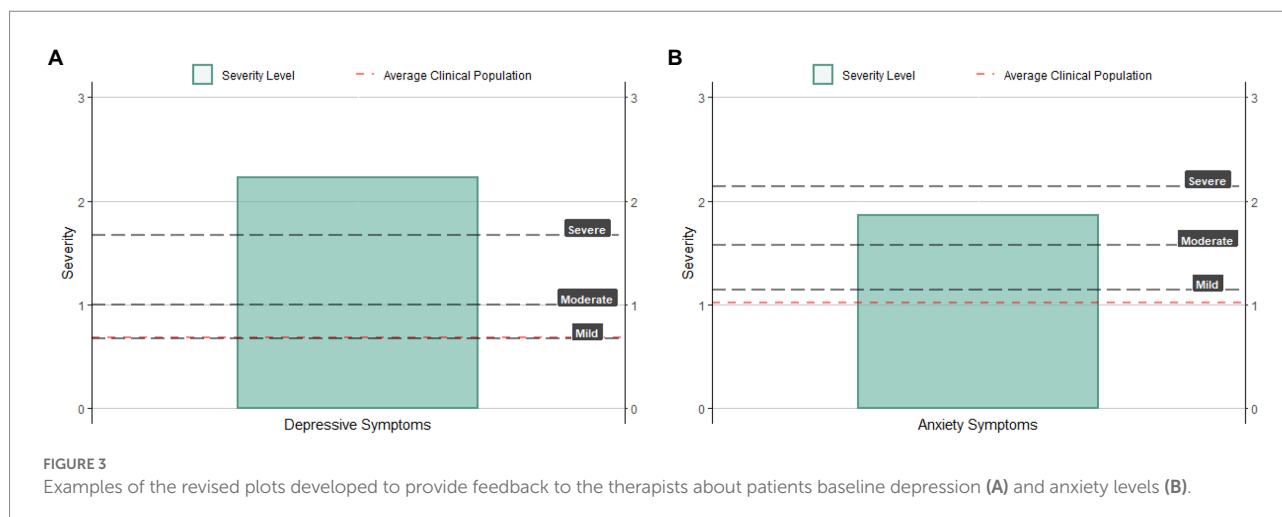 A
Severity Level
Average Clinical Population
3
3
Severe
2
2
Severity
Moderate
1
1
Mild
0
0
Depressive Symptoms
B
Severity Level
Average Clinical Population
3
3
Severe
2
2
Moderate
Severity
Mild
1
1
0
0
Anxiety Symptoms
FIGURE 3
Examples of the revised plots developed to provide feedback to the therapists about patients baseline depression (A) and anxiety levels (B).